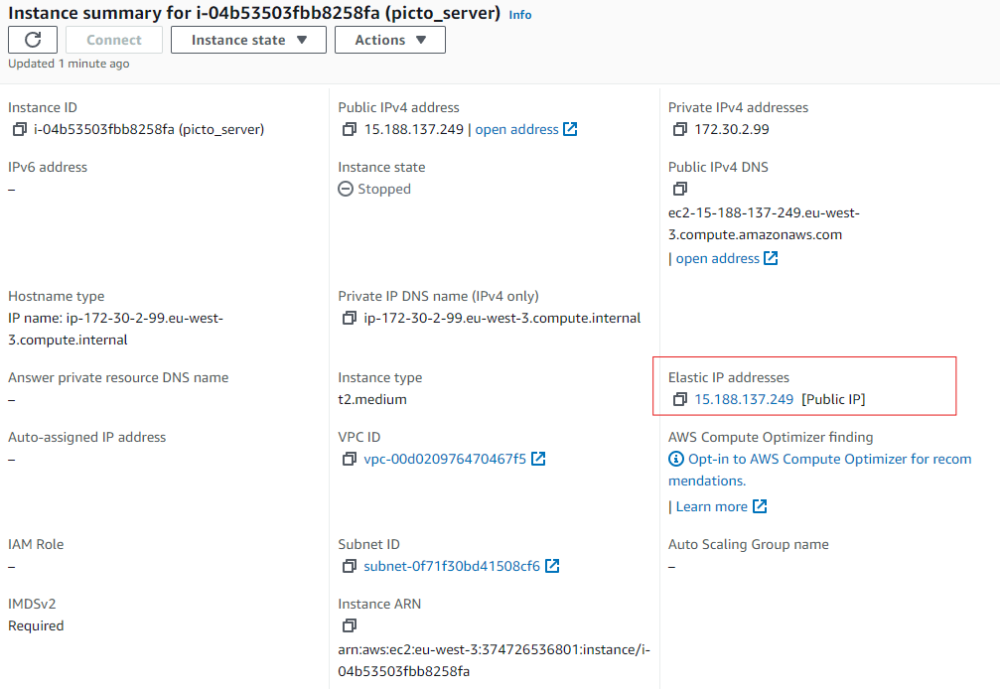 Instance summary for i-04b53503fbb8258fa (picto_server) Info
Connect
Instance state
Actions
Updated 1 minute ago
Instance ID
i-04b53503fbb8258fa (picto_server)
Public IPv4 address
15.188.137.249 | open address
Private IPv4 addresses
172.30.2.99
IPv6 address
–
Instance state
Stopped
Public IPv4 DNS
ec2-15-188-137-249.eu-west-
3.compute.amazonaws.com
| open address
Hostname type
IP name: ip-172-30-2-99.eu-west-
3.compute.internal
Private IP DNS name (IPv4 only)
ip-172-30-2-99.eu-west-3.compute.internal
Answer private resource DNS name
–
Instance type
t2.medium
Elastic IP addresses
15.188.137.249 [Public IP]
Auto-assigned IP address
–
VPC ID
vpc-00d020976470467f5
AWS Compute Optimizer finding
Opt-in to AWS Compute Optimizer for recom
mendations.
| Learn more
IAM Role
–
Subnet ID
subnet-0f71f30bd41508cf6
Auto Scaling Group name
–
IMDSv2
Required
Instance ARN
arn:aws:ec2:eu-west-3:374726536801:instance/i-
04b53503fbb8258fa